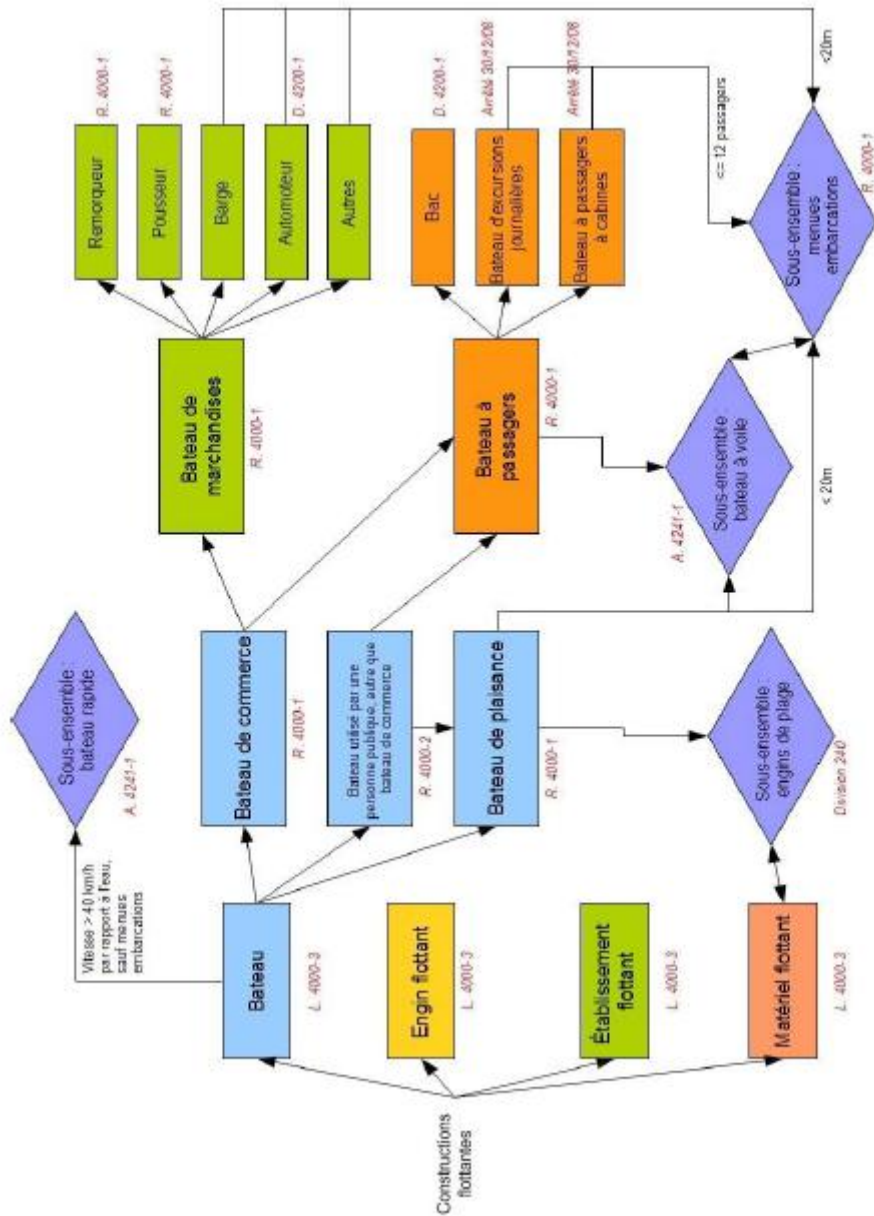 Constructions
flottantes
Bateau
L. 4000-3
Engin flottant
L. 4000-3
Établissement
flottant
L. 4000-3
Matériel flottant
L. 4000-3
Vitesse > 40 km/h
par rapport à l'eau,
sauf menues
embarcations
Sous-ensemble :
bateau rapide
A. 4241-1
Bateau de commerce
R. 4000-1
Bateau utilisé par une
personne publique, autre que
bateau de commerce
R. 4000-2
Bateau de plaisance
R. 4000-1
Sous-ensemble :
engins de plage
Division 240
Bateau de
marchandises
R. 4000-1
Bateau à
passagers
R. 4000-1
Sous-ensemble :
bateau à voile
A. 4241-1
< 20m
Remorqueur
R. 4000-1
Pousseur
R. 4000-1
Barge
Automoteur
D. 4200-1
Autres
Bac
D. 4200-1
Bateau d'excursions
journalières
Arrêté 30/12/08
Bateau à passagers
à cabines
Arrêté 30/12/08
<= 12 passagers
<20m
Sous-ensemble :
menues
embarcations
R. 4000-1